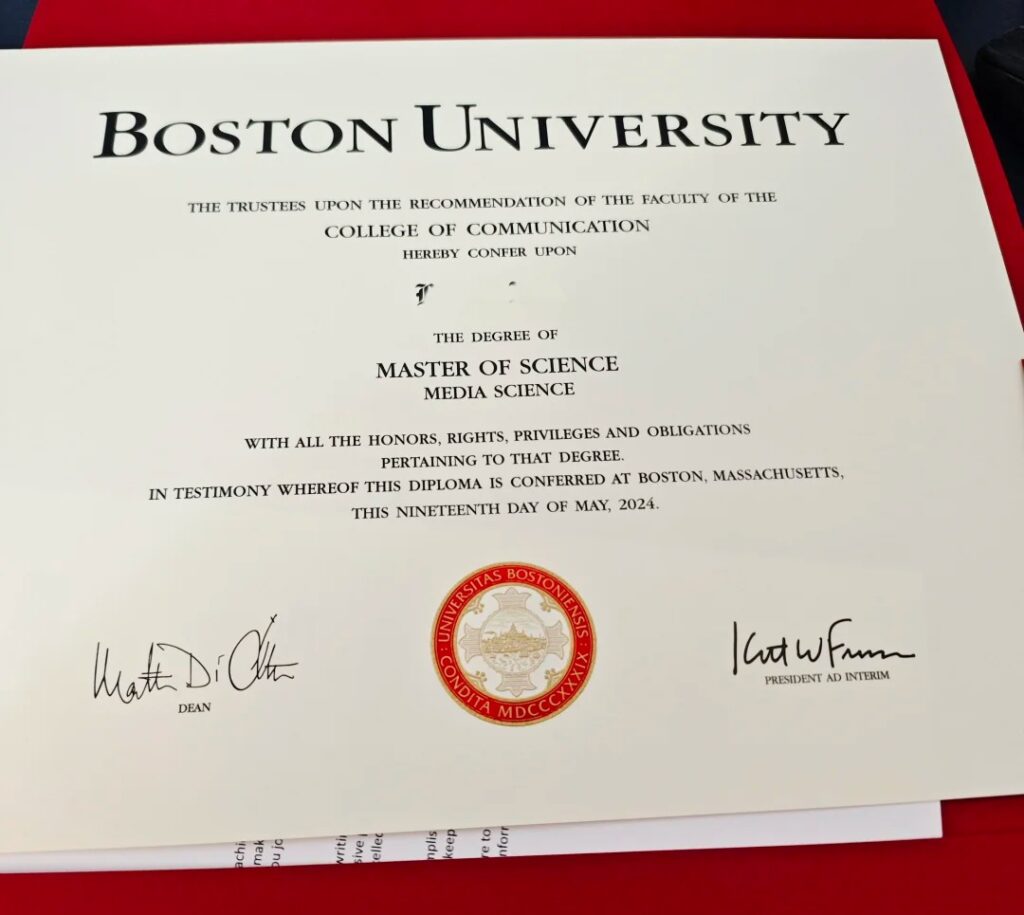 BOSTON UNIVERSITY
THE TRUSTEES UPON THE RECOMMENDATION OF THE FACULTY OF THE
COLLEGE OF COMMUNICATION
HEREBY CONFER UPON
THE DEGREE OF
MASTER OF SCIENCE
MEDIA SCIENCE
WITH ALL THE HONORS, RIGHTS, PRIVILEGES AND OBLIGATIONS
PERTAINING TO THAT DEGREE.
IN TESTIMONY WHEREOF THIS DIPLOMA IS CONFERRED AT BOSTON, MASSACHUSETTS,
THIS NINETEENTH DAY OF MAY, 2024.
UNIVERSITAS BOSTONIENSIS
CONDITA MDCCCXXXIX
DEAN
PRESIDENT AD INTERIM